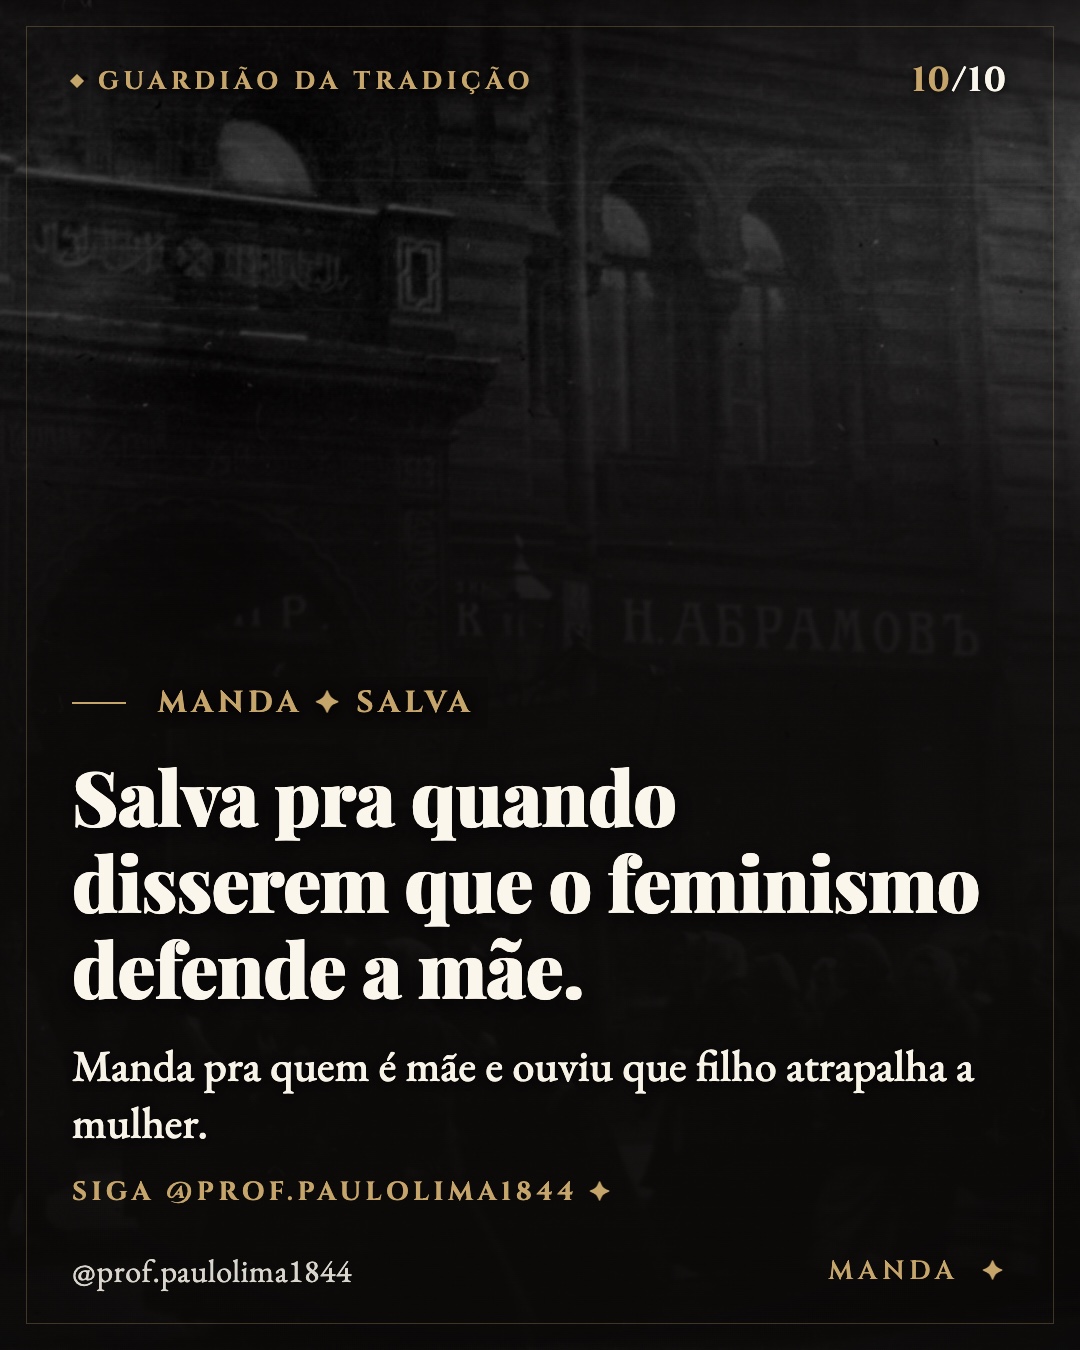 ◆ GUARDIÃO DA TRADIÇÃO
10/10
Н.АБРАМОВЪ
MANDA ✦ SALVA
Salva pra quando
disserem que o feminismo
defende a mãe.
Manda pra quem é mãe e ouviu que filho atrapalha a
mulher.
SIGA @PROF.PAULOLIMA1844 ✦
@prof.paulolima1844
MANDA ✦